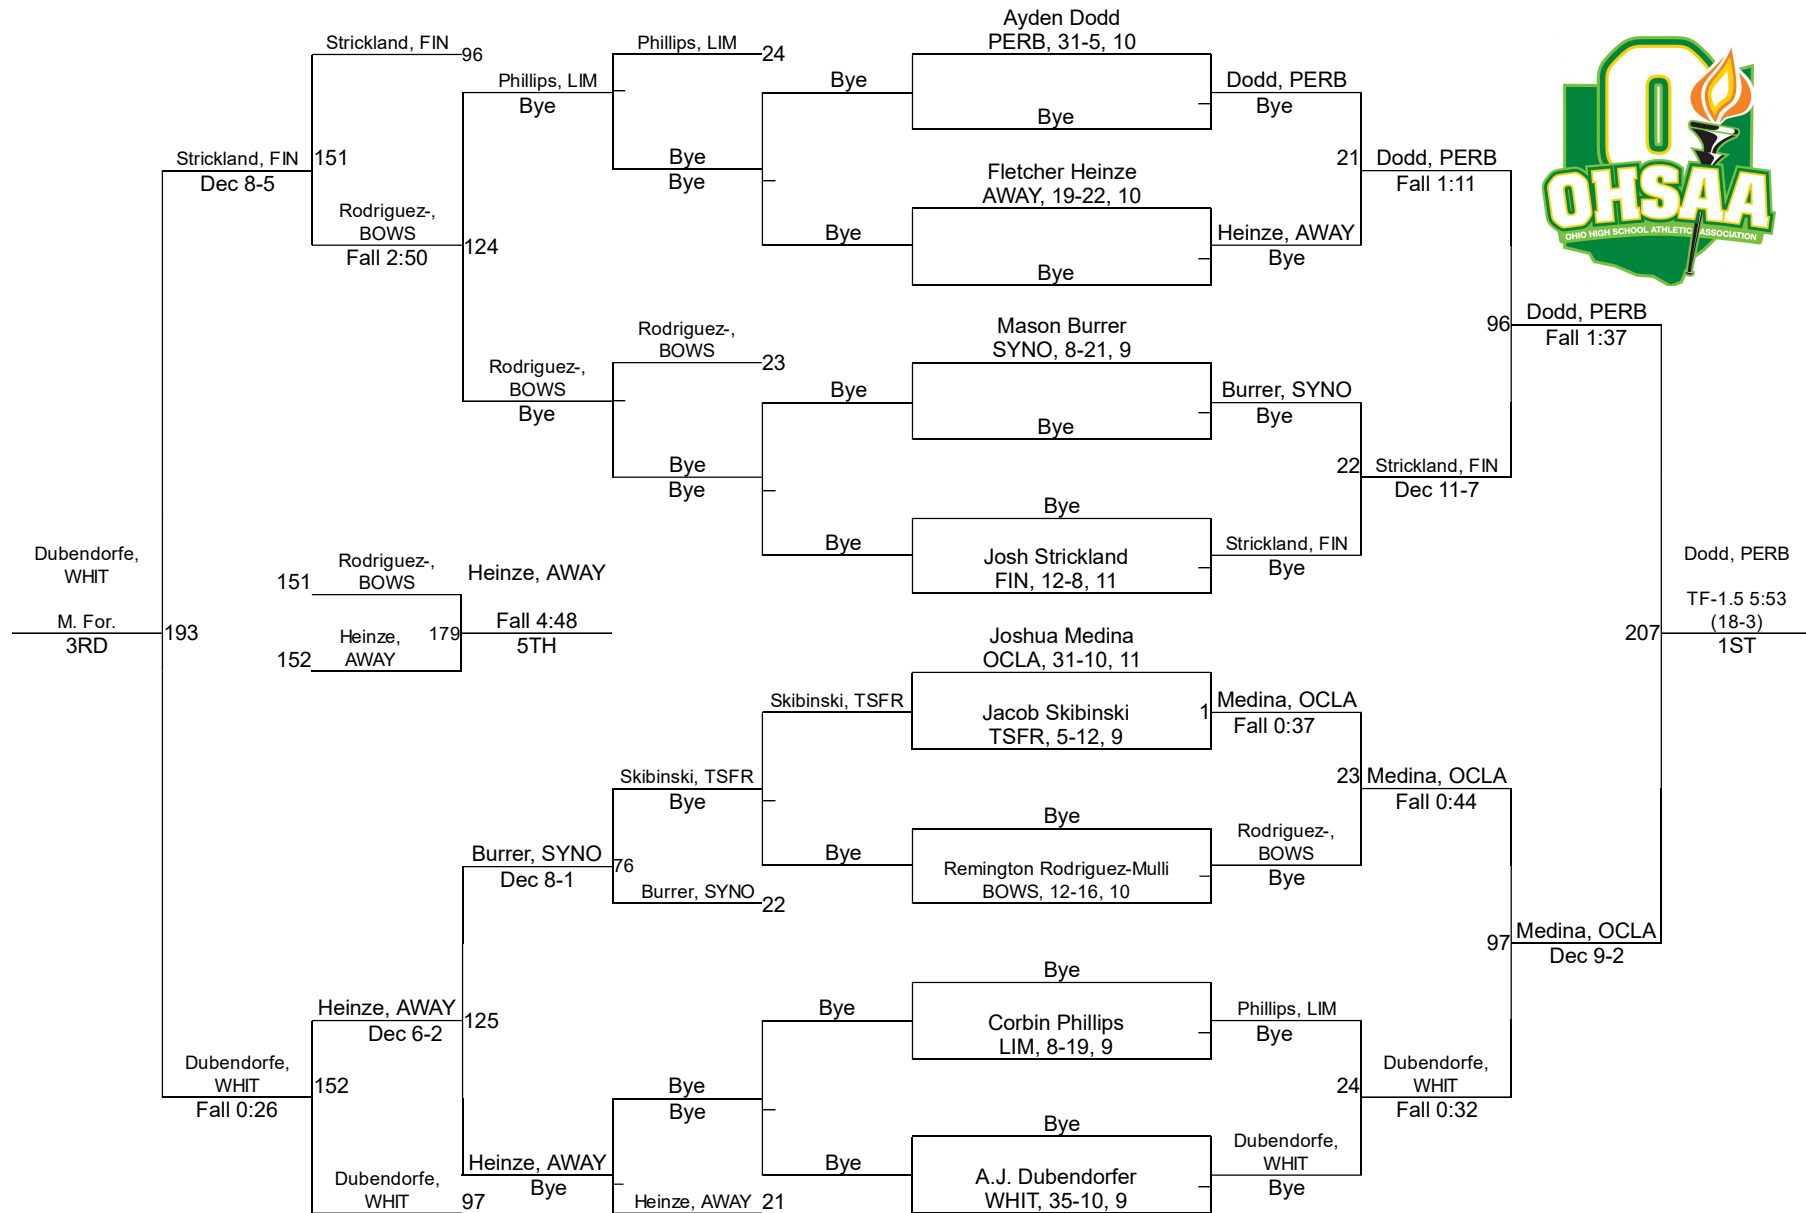 Strickland, FIN
96
Strickland, FIN
151
Dec 8-5
Rodriguez-,
BOWS
Fall 2:50
124
Phillips, LIM
Bye
Phillips, LIM
24
Bye
Bye
Rodriguez-,
BOWS
Bye
Rodriguez-,
BOWS
23
Bye
Bye
Dubendorfe,
WHIT
M. For.
3RD
193
151
Rodriguez-,
BOWS
152
Heinze,
AWAY
179
Heinze, AWAY
Fall 4:48
5TH
Skibinski, TSFR
Bye
Burrer, SYNO
76
Dec 8-1
Burrer, SYNO
22
Heinze, AWAY
125
Dec 6-2
Dubendorfe,
WHIT
152
Fall 0:26
Dubendorfe,
WHIT
97
Heinze, AWAY
Bye
Bye
Bye
Heinze, AWAY
21
Bye
Ayden Dodd
PERB, 31-5, 10
Bye
Dodd, PERB
Bye
Bye
Fletcher Heinze
AWAY, 19-22, 10
Bye
Heinze, AWAY
Bye
21
Dodd, PERB
Fall 1:11
Bye
Mason Burrer
SYNO, 8-21, 9
Bye
Burrer, SYNO
Bye
Bye
Bye
Josh Strickland
FIN, 12-8, 11
Strickland, FIN
Bye
22
Strickland, FIN
Dec 11-7
96
Dodd, PERB
Fall 1:37
Skibinski, TSFR
Joshua Medina
OCLA, 31-10, 11
Jacob Skibinski
TSFR, 5-12, 9
1
Medina, OCLA
Fall 0:37
Bye
Bye
Remington Rodriguez-Mulli
BOWS, 12-16, 10
Rodriguez-,
BOWS
Bye
23
Medina, OCLA
Fall 0:44
Bye
Bye
Corbin Phillips
LIM, 8-19, 9
Phillips, LIM
Bye
Bye
Bye
A.J. Dubendorfer
WHIT, 35-10, 9
Dubendorfe,
WHIT
Bye
24
Dubendorfe,
WHIT
Fall 0:32
97
Medina, OCLA
Dec 9-2
207
Dodd, PERB
TF-1.5 5:53
(18-3)
1ST
O
OHSAA
OHIO HIGH SCHOOL ATHLETIC ASSOCIATION